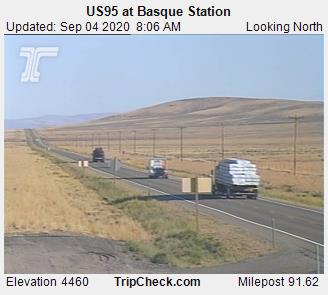 US95 at Basque Station
Updated: Sep 04 2020 8:06 AM Looking North
Elevation 4460 TripCheck.com Milepost 91.62